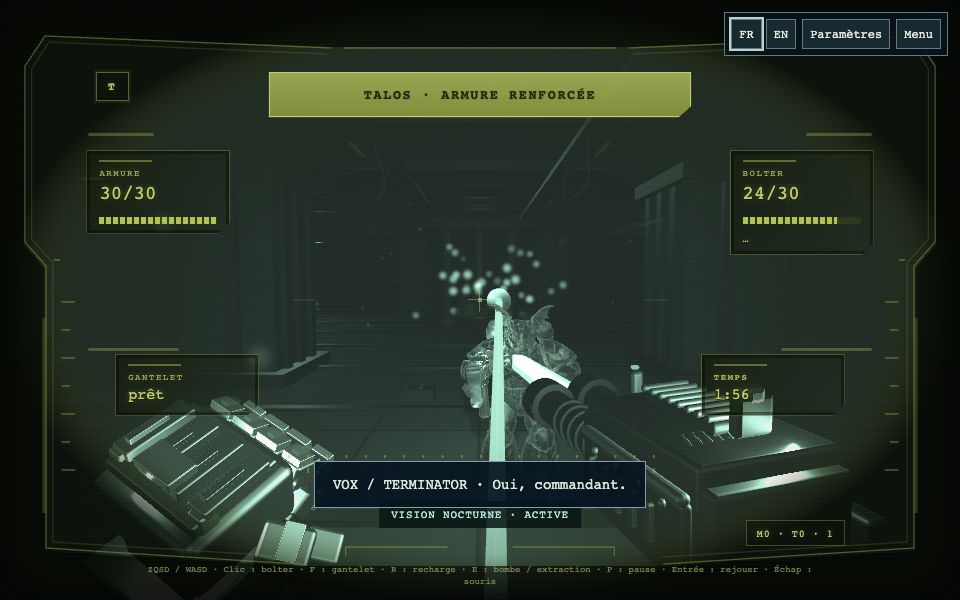 FR EN Paramètres Menu
T
TALOS · ARMURE RENFORCÉE
ARMURE
30/30
BOLTER
24/30
…
GANTELET
prêt
TEMPS
1:56
VOX / TERMINATOR · Oui, commandant.
VISION NOCTURNE · ACTIVE
M0 · T0 · 1
ZQSD / WASD · Clic : bolter · F : gantelet · R : recharge · E : bombe / extraction · P : pause · Entrée : rejouer · Échap :
souris